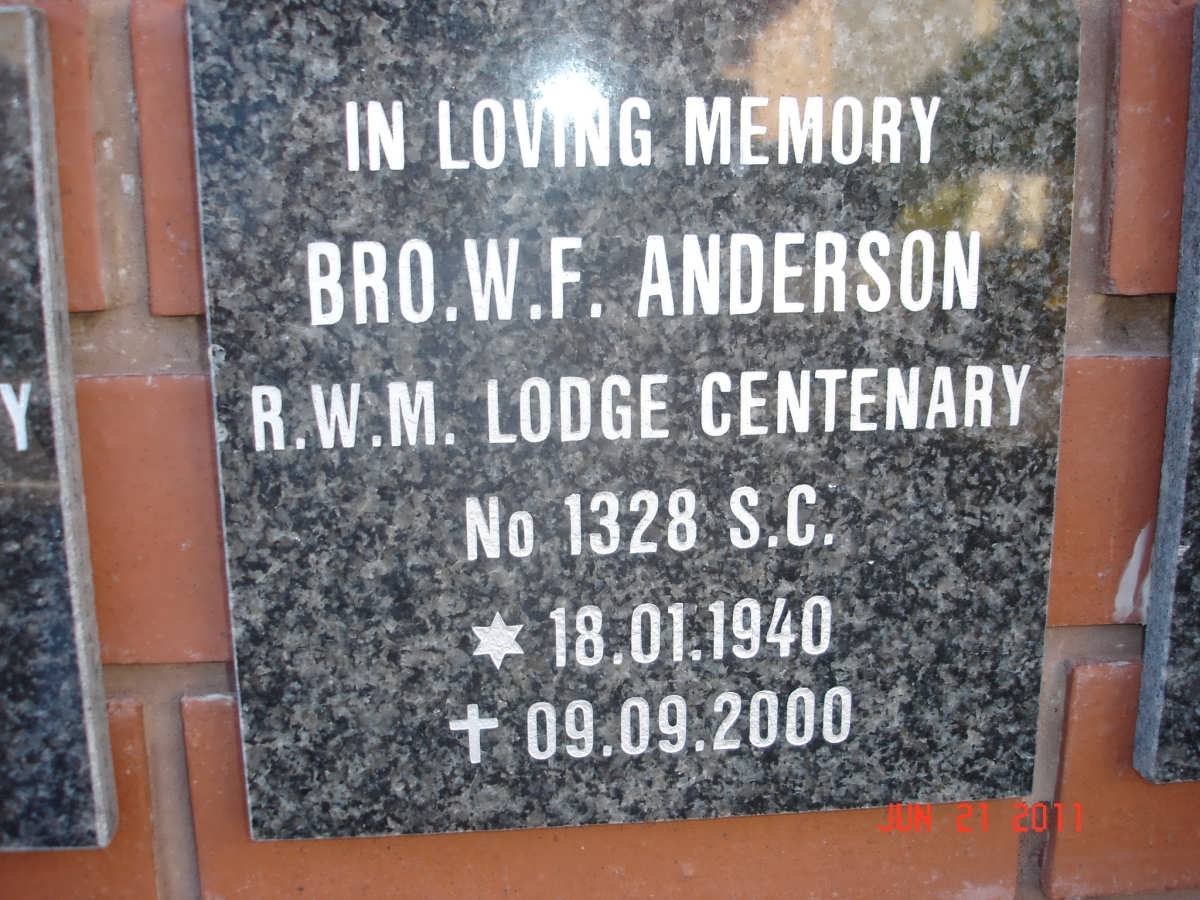 IN LOVING MEMORY
BRO.W.F. ANDERSON
R.W.M. LODGE CENTENARY
No 1328 S.C.
18.01.1940
09.09.2000
Y
JUN 21 2011